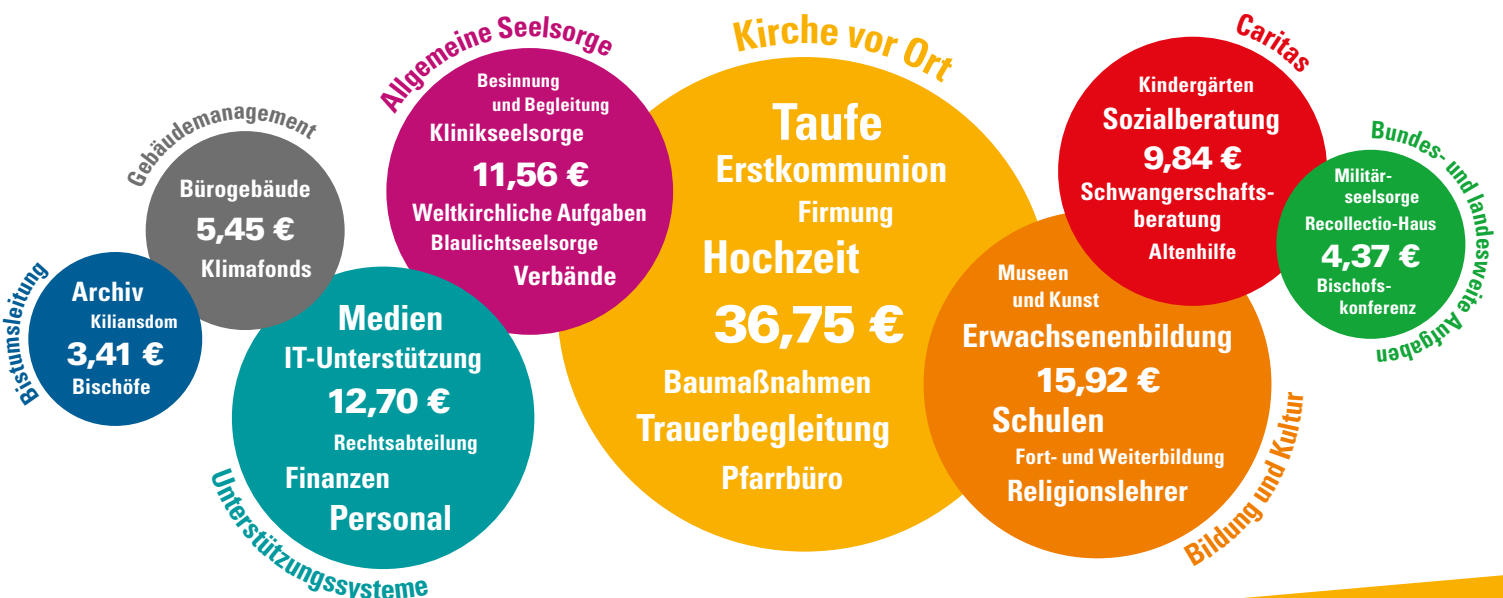 Bistumsleitung
Archiv
Kiliansdom
3,41 €
Bischöfe
Gebäudemanagement
Bürogebäude
5,45 €
Klimafonds
Unterstützungssysteme
Medien
IT-Unterstützung
12,70 €
Rechtsabteilung
Finanzen
Personal
Allgemeine Seelsorge
Besinnung
und Begleitung
Klinikseelsorge
11,56 €
Weltkirchliche Aufgaben
Blaulichtseelsorge
Verbände
Kirche vor Ort
Taufe
Erstkommunion
Firmung
Hochzeit
36,75 €
Baumaßnahmen
Trauerbegleitung
Pfarrbüro
Bildung und Kultur
Museen
und Kunst
Erwachsenenbildung
15,92 €
Schulen
Fort- und Weiterbildung
Religionslehrer
Caritas
Kindergärten
Sozialberatung
9,84 €
Schwangerschafts-
beratung
Altenhilfe
Bundes- und landesweite Aufgaben
Militär-
seelsorge
Recollectio-Haus
4,37 €
Bischofs-
konferenz